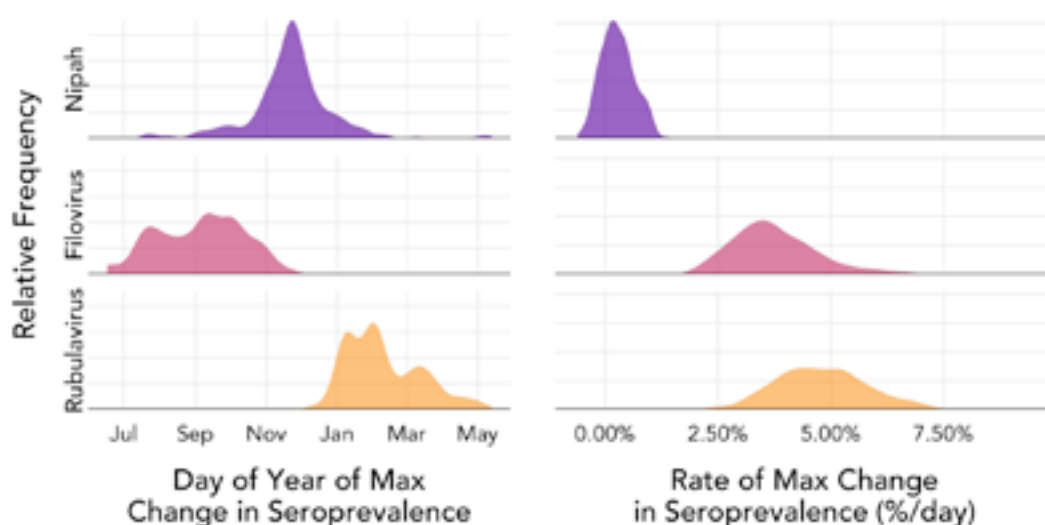 Relative Frequency
Nipah
Filovirus
Rubulavirus
Jul Sep Nov Jan Mar May
0.00% 2.50% 5.00% 7.50%
Day of Year of Max
Change in Seroprevalence
Rate of Max Change
in Seroprevalence (%/day)